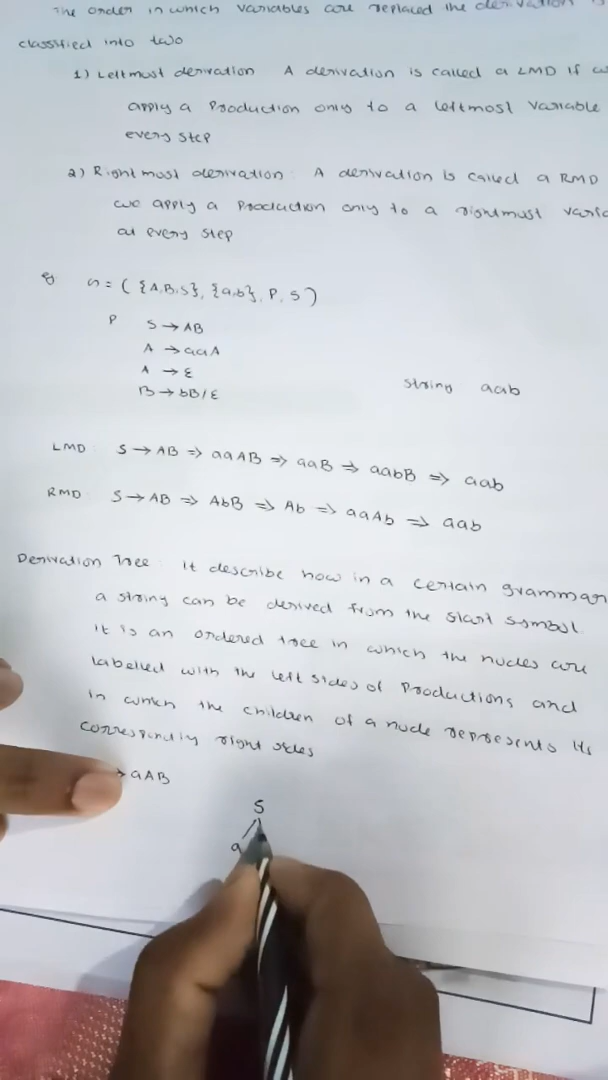 The order in which variables are replaced the derivation is
classified into two
1) Leftmost derivation A derivation is called a LMD if
apply a Production only to a leftmost variable
every step
2) Rightmost derivation: A derivation is called a RMD
we apply a Production only to a rightmost
at every step
eg G = ( {A,B,S}, {a,b}, P, S )
P S → AB
A → aaA
A → ε
B → bB/ε
string aab
LMD: S → AB ⇒ aaAB ⇒ aaB ⇒ aabB ⇒ aab
RMD S → AB ⇒ AbB ⇒ Ab ⇒ aaAb ⇒ aab
Derivation Tree: It describe how in a certain grammar
a string can be derived from the start symbol.
It is an ordered tree in which the nodes are
labelled with the left sides of Productions and
in which the children of a node represents its
correspondinly right sides
→ aAB
S
a